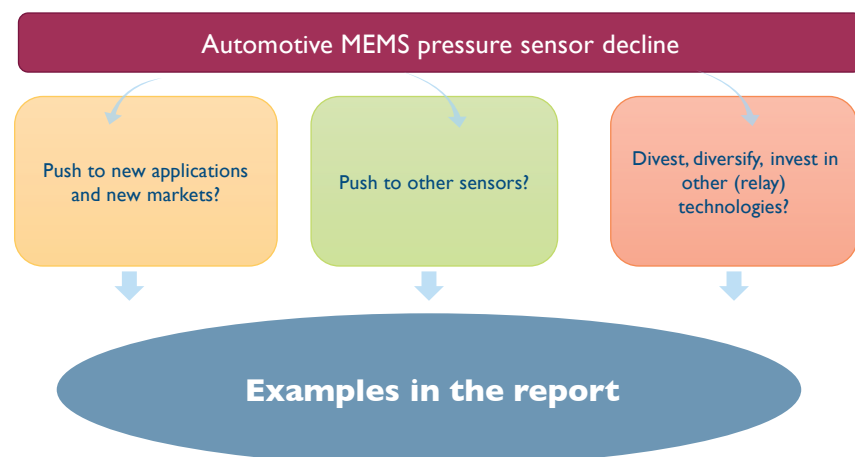 Automotive MEMS pressure sensor decline
Push to new applications
and new markets?
Push to other sensors?
Divest, diversify, invest in
other (relay)
technologies?
Examples in the report